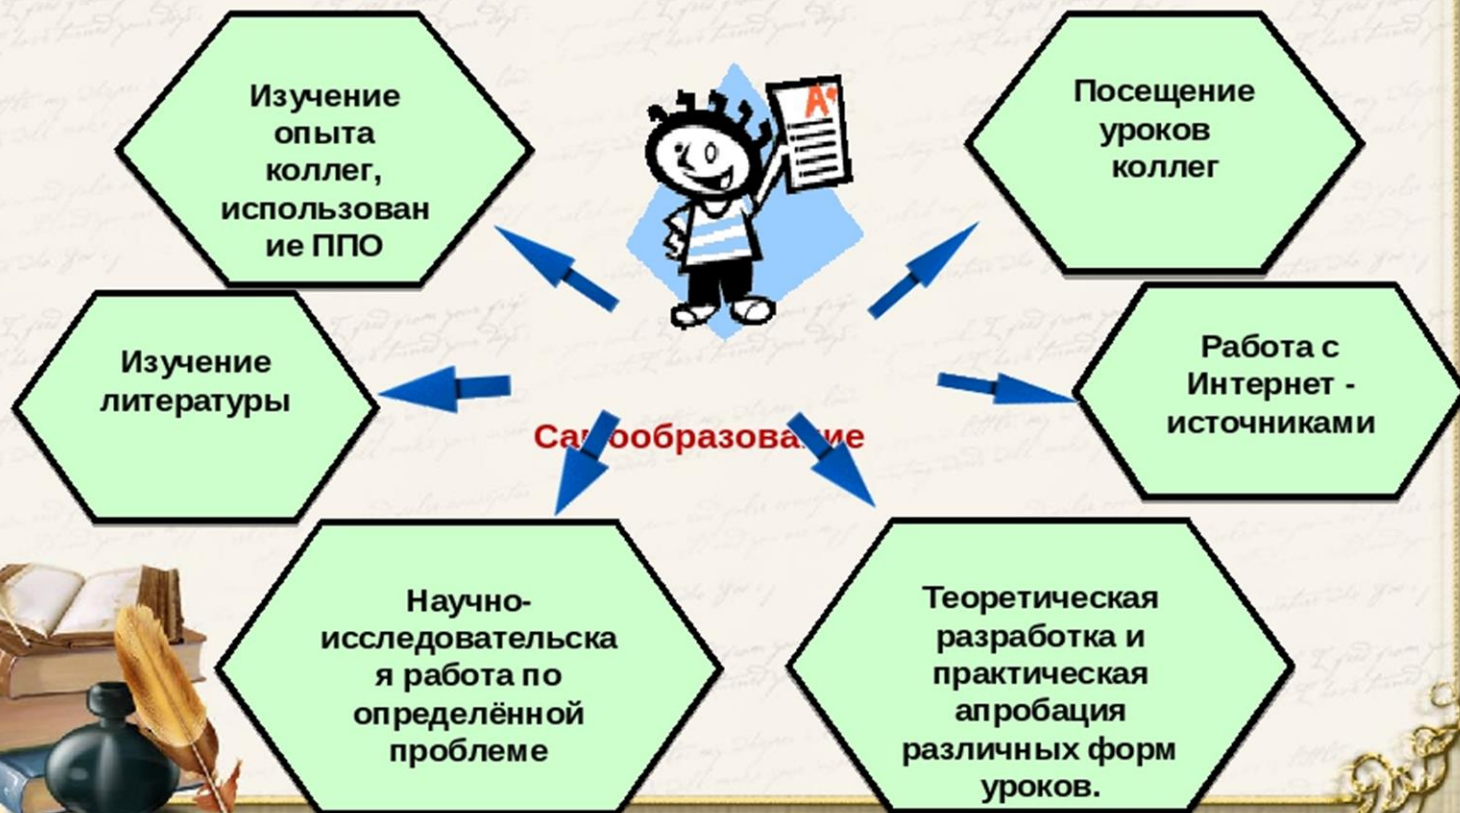 Изучение
опыта
коллег,
использован
ие ППО
A+
Посещение
уроков
коллег
Изучение
литературы
Работа с
Интернет -
источниками
Самообразование
Научно-
исследовательска
я работа по
определённой
проблеме
Теоретическая
разработка и
практическая
апробация
различных форм
уроков.